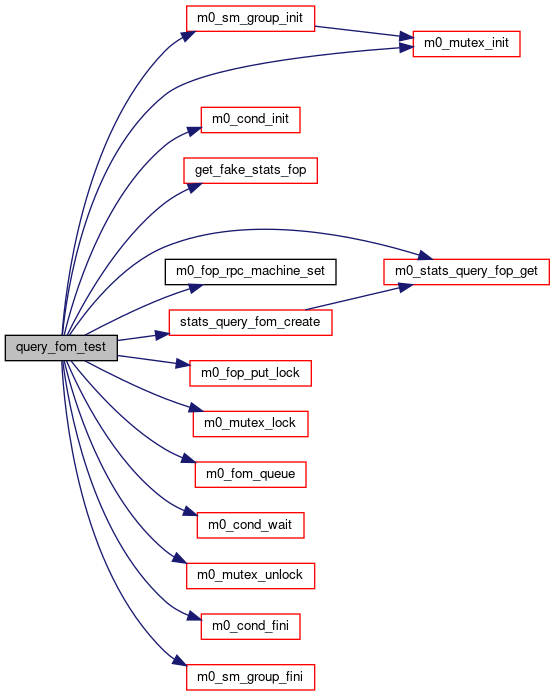 m0_sm_group_init
m0_mutex_init
m0_cond_init
get_fake_stats_fop
m0_fop_rpc_machine_set
m0_stats_query_fop_get
stats_query_fom_create
query_fom_test
m0_fop_put_lock
m0_mutex_lock
m0_fom_queue
m0_cond_wait
m0_mutex_unlock
m0_cond_fini
m0_sm_group_fini